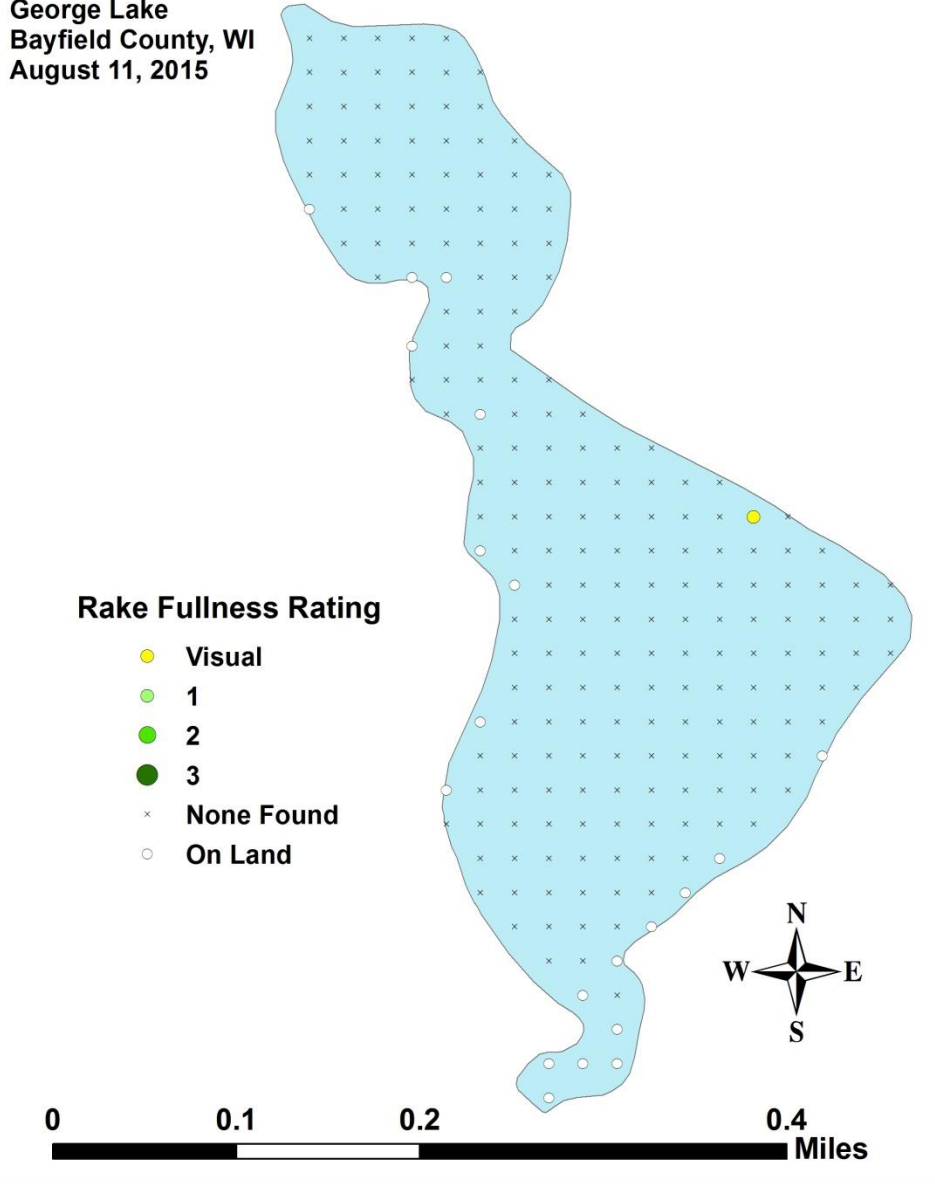 George Lake
Bayfield County, WI
August 11, 2015
Rake Fullness Rating
Visual
1
2
3
None Found
On Land
N
W E
S
0 0.1 0.2 0.4
Miles